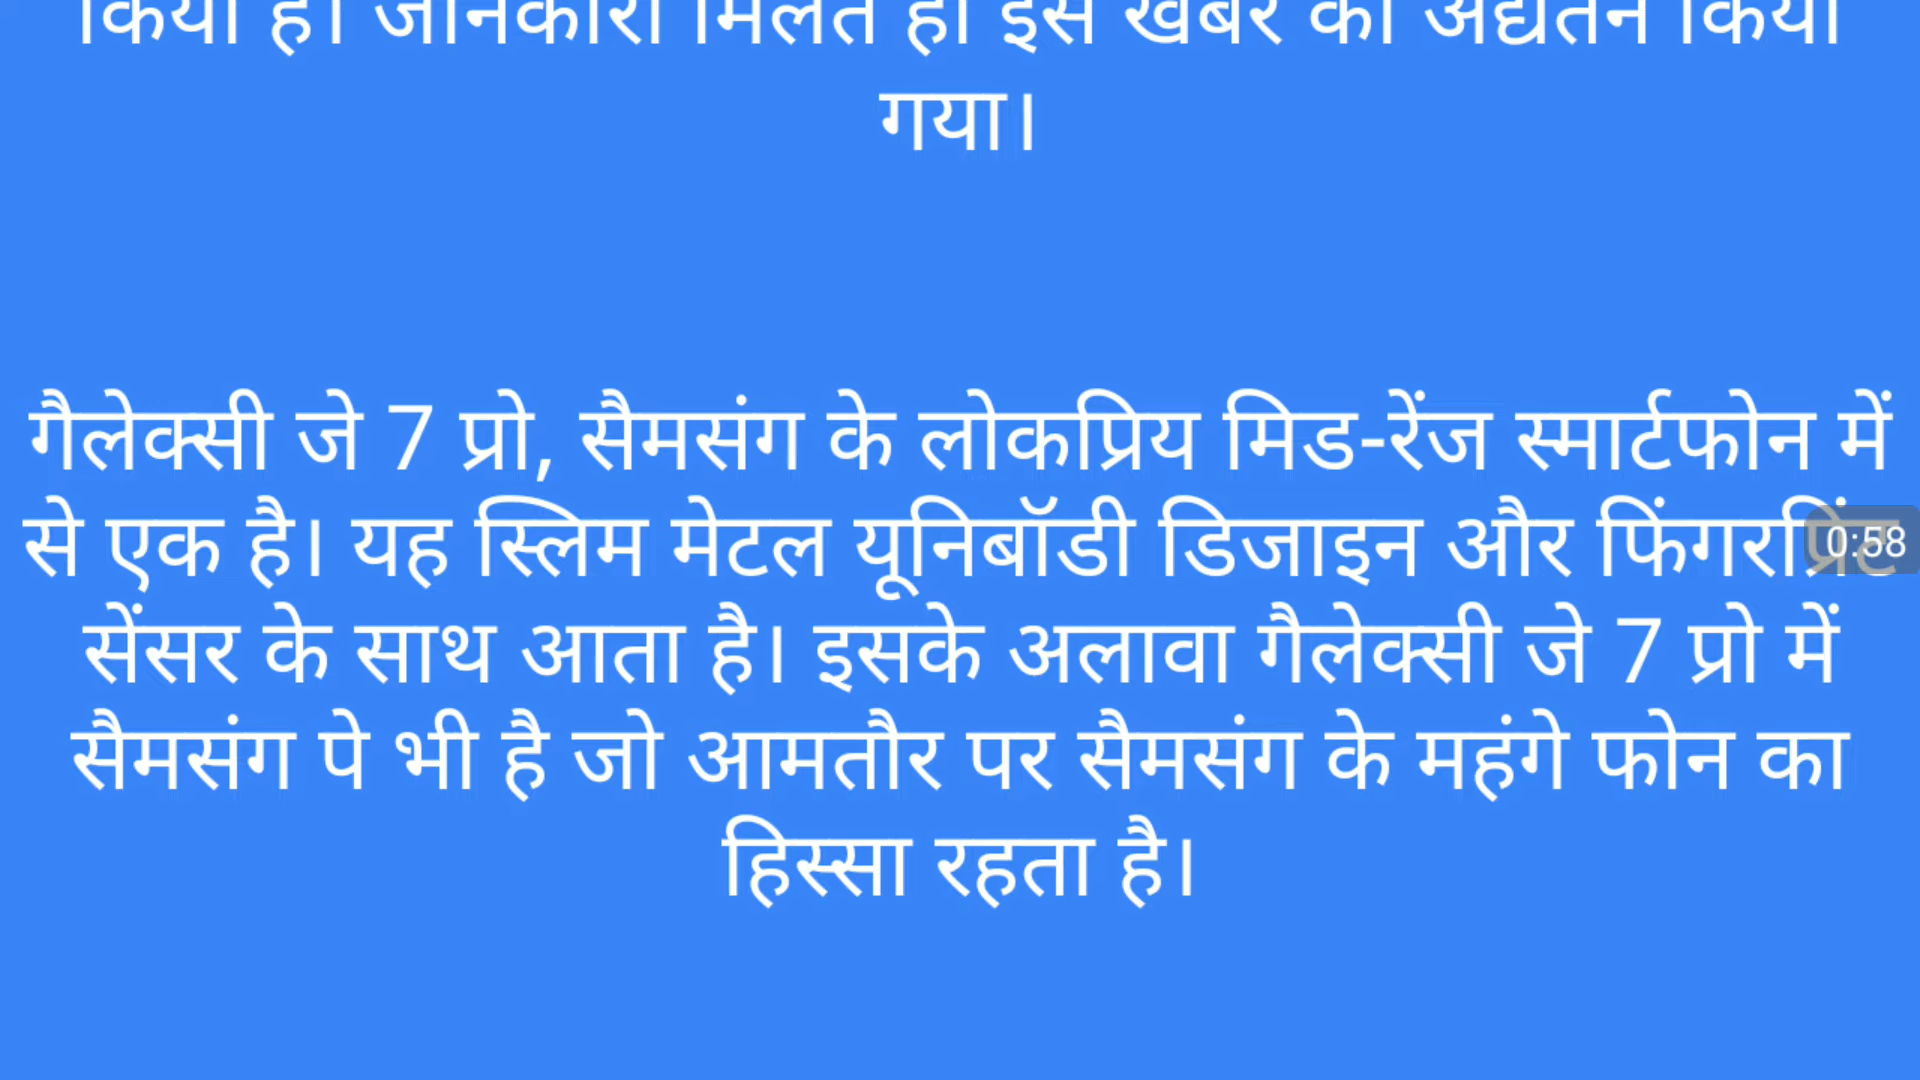 किया है। जानकारी मिलते ही इस खबर को अद्यतन किया
गया।
गैलेक्सी जे 7 प्रो, सैमसंग के लोकप्रिय मिड-रेंज स्मार्टफोन में
से एक है। यह स्लिम मेटल यूनिबॉडी डिजाइन और फिंगरप्रिंट
0:58
सेंसर के साथ आता है। इसके अलावा गैलेक्सी जे 7 प्रो में
सैमसंग पे भी है जो आमतौर पर सैमसंग के महंगे फोन का
हिस्सा रहता है।